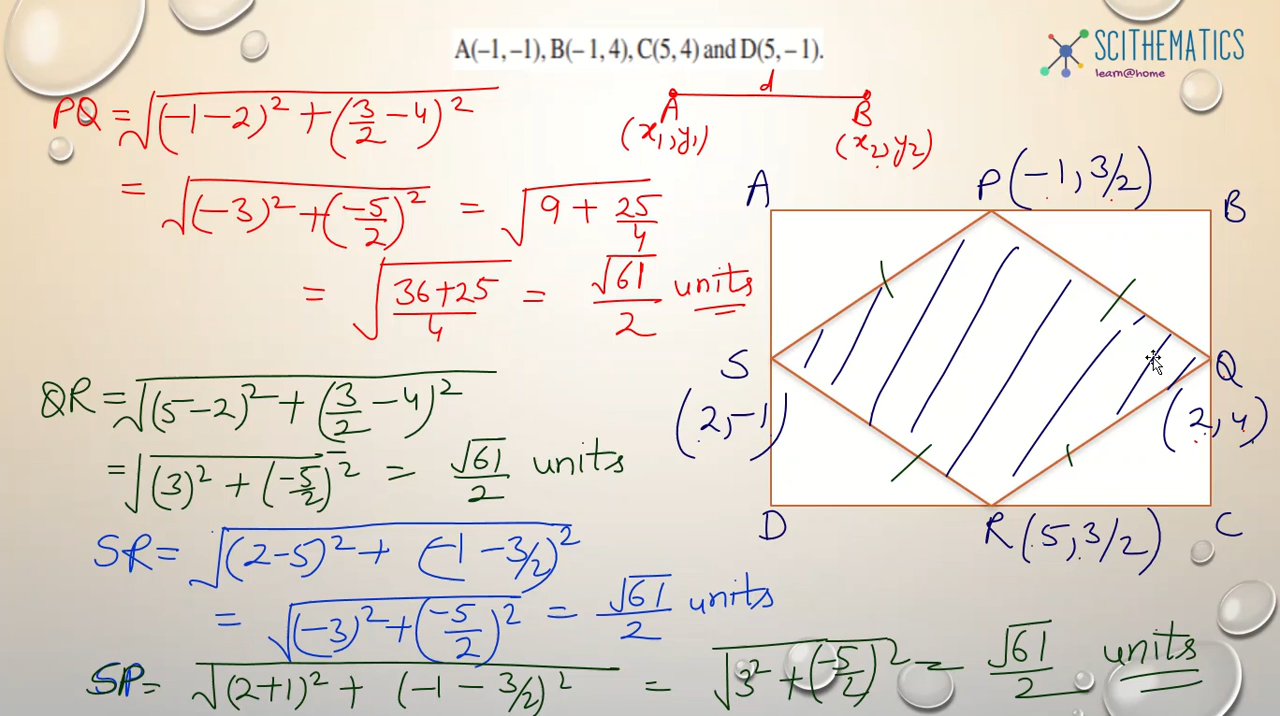 A(−1, −1), B(− 1, 4), C(5, 4) and D(5, − 1).
SCITHEMATICS
learn@home
PQ = √(-1-2)² + (3/2 - 4)²
= √(-3)² + (-5/2)² = √9 + 25/4
= √36+25/4 = √61/2 units
d
A B
(x₁,y₁) (x₂,y₂)
A P(-1, 3/2) B
S Q
(2,-1) (2,4)
D R(5, 3/2) C
QR = √(5-2)² + (3/2 - 4)²
= √(3)² + (-5/2)² = √61/2 units
SR = √(2-5)² + (-1 - 3/2)²
= √(-3)² + (-5/2)² = √61/2 units
SP = √(2+1)² + (-1 - 3/2)² = √3² + (-5/2)² = √61/2 units